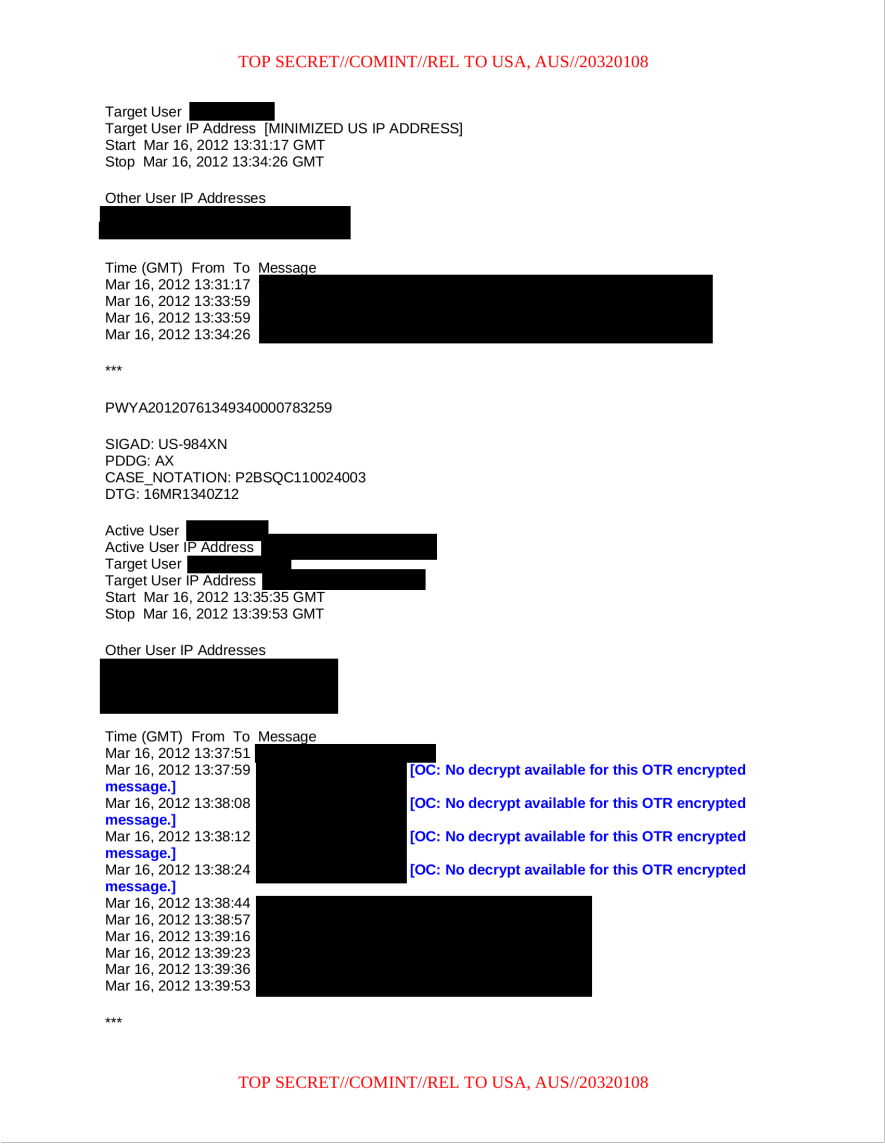 TOP SECRET//COMINT//REL TO USA, AUS//20320108
Target User
Target User IP Address [MINIMIZED US IP ADDRESS]
Start Mar 16, 2012 13:31:17 GMT
Stop Mar 16, 2012 13:34:26 GMT
Other User IP Addresses
Time (GMT) From To Message
Mar 16, 2012 13:31:17
Mar 16, 2012 13:33:59
Mar 16, 2012 13:33:59
Mar 16, 2012 13:34:26
***
PWYA20120761349340000783259
SIGAD: US-984XN
PDDG: AX
CASE_NOTATION: P2BSQC110024003
DTG: 16MR1340Z12
Active User
Active User IP Address
Target User
Target User IP Address
Start Mar 16, 2012 13:35:35 GMT
Stop Mar 16, 2012 13:39:53 GMT
Other User IP Addresses
Time (GMT) From To Message
Mar 16, 2012 13:37:51
Mar 16, 2012 13:37:59 [OC: No decrypt available for this OTR encrypted
message.]
Mar 16, 2012 13:38:08 [OC: No decrypt available for this OTR encrypted
message.]
Mar 16, 2012 13:38:12 [OC: No decrypt available for this OTR encrypted
message.]
Mar 16, 2012 13:38:24 [OC: No decrypt available for this OTR encrypted
message.]
Mar 16, 2012 13:38:44
Mar 16, 2012 13:38:57
Mar 16, 2012 13:39:16
Mar 16, 2012 13:39:23
Mar 16, 2012 13:39:36
Mar 16, 2012 13:39:53
***
TOP SECRET//COMINT//REL TO USA, AUS//20320108